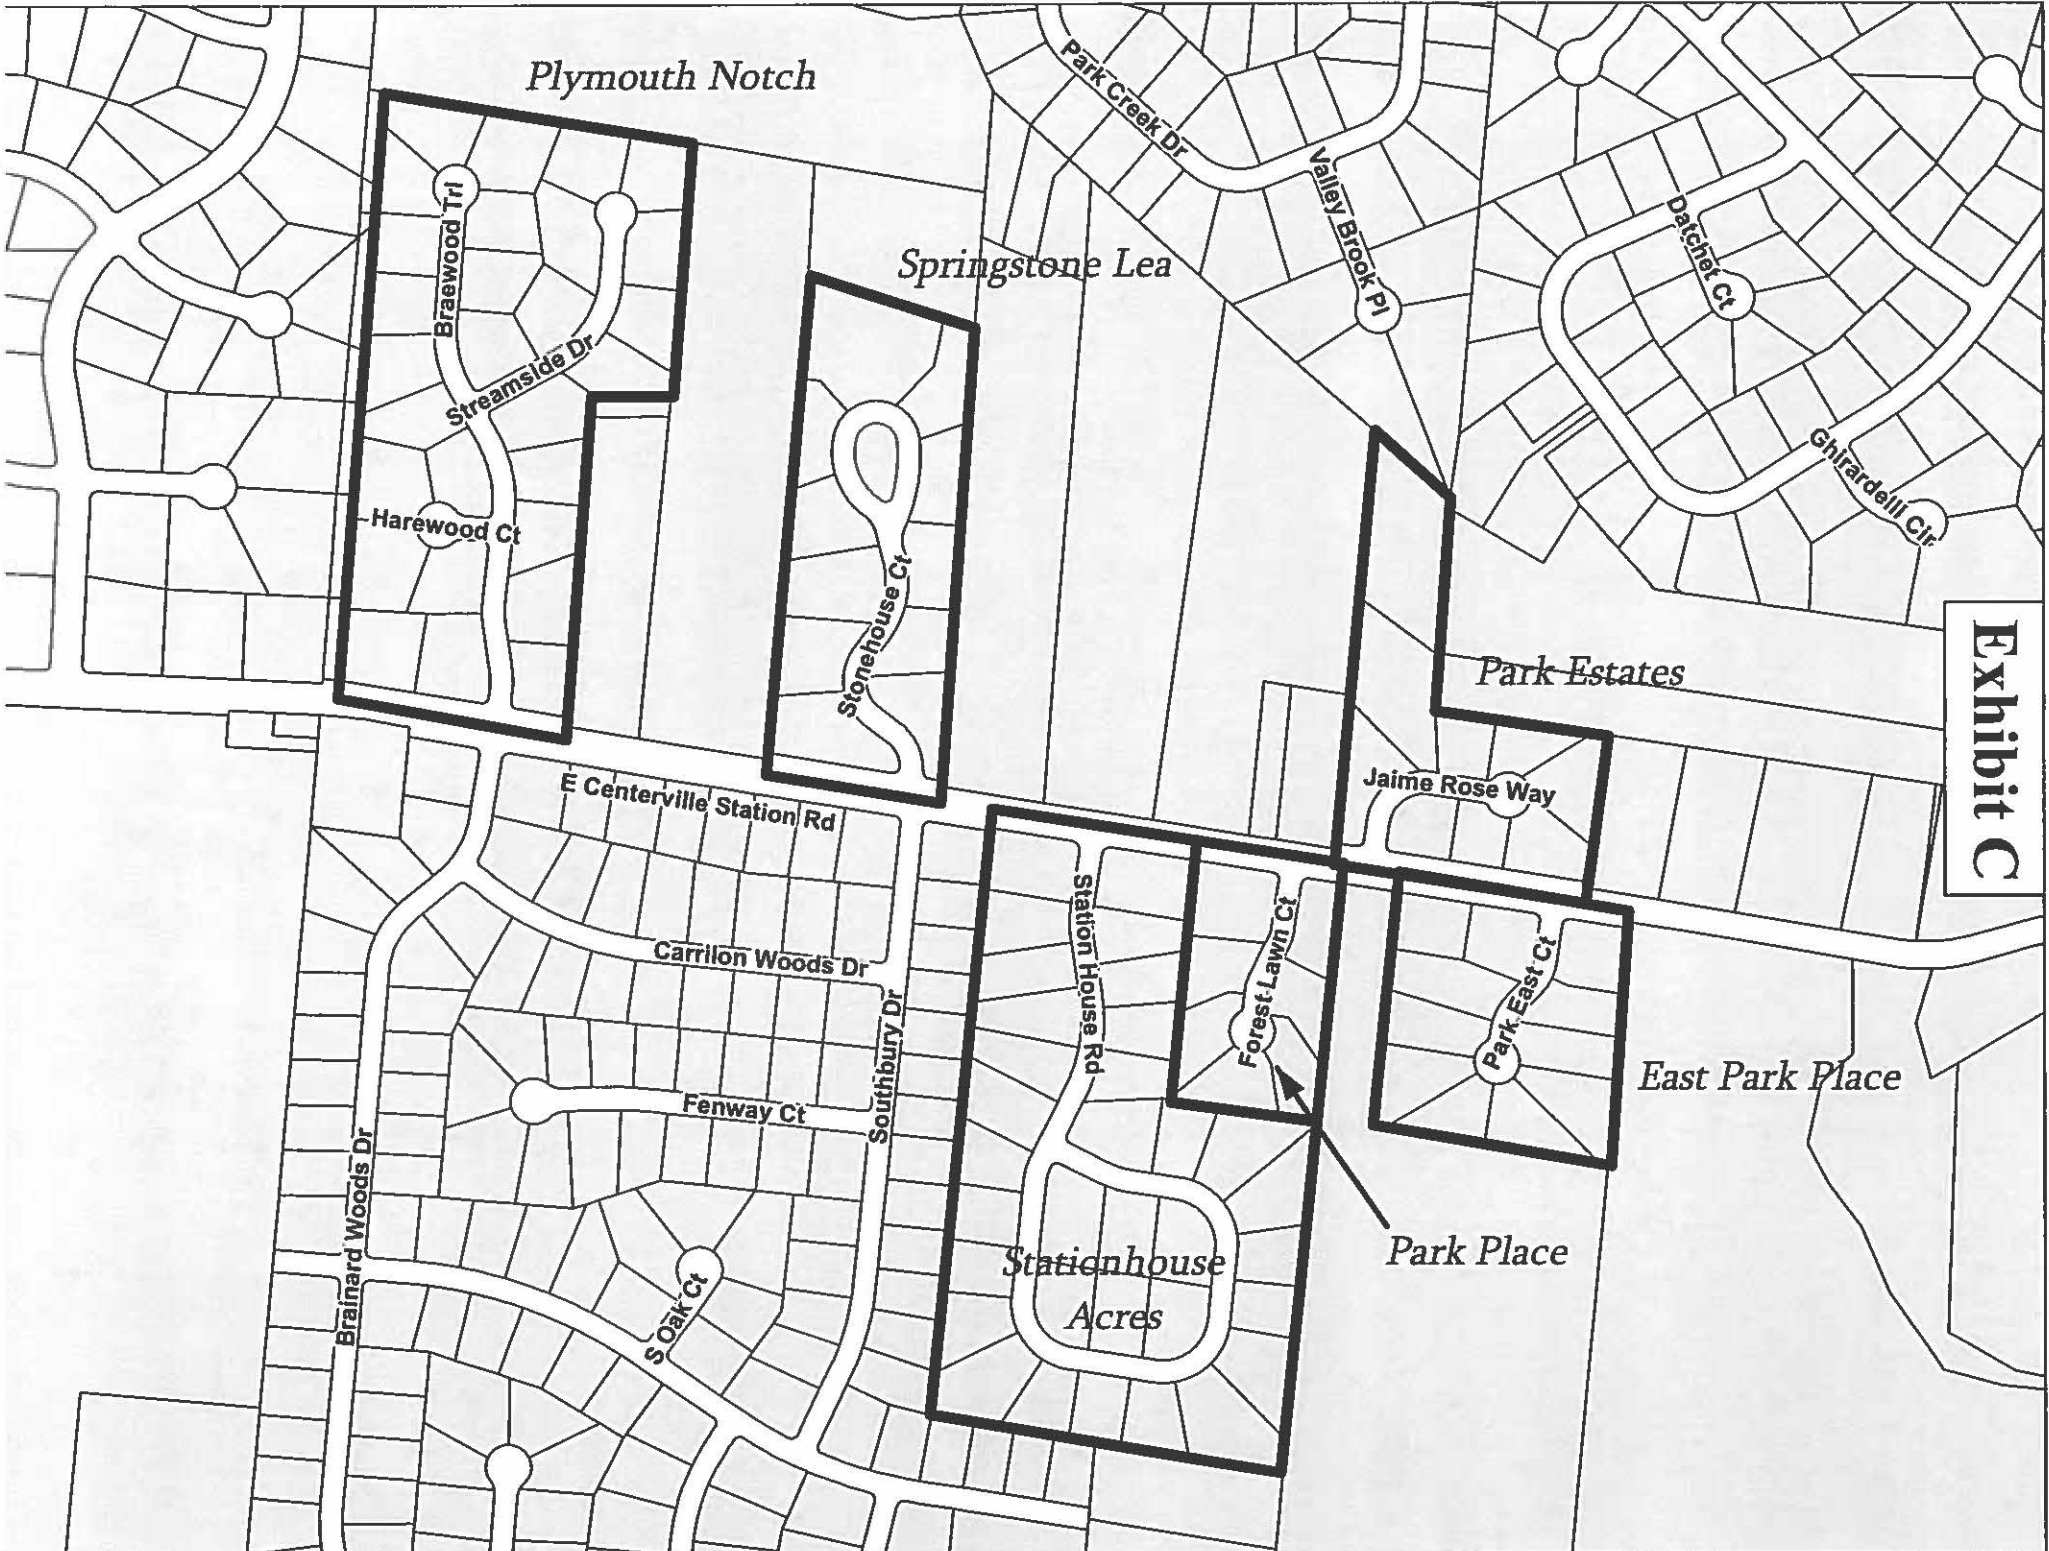 Plymouth Notch
Park Creek Dr
Valley Brook Pl
Braewood Trl
Datchet Ct
Springstone Lea
Streamside Dr
Ghirardelli Cir
Harewood Ct
Stonehouse Ct
Exhibit C
Park Estates
Jaime Rose Way
E Centerville Station Rd
Station House Rd
Forest Lawn Ct
Carrilon Woods Dr
Park East Ct
Southbury Dr
East Park Place
Fenway Ct
Brainard Woods Dr
Park Place
Stationhouse
Acres
S Oak Ct